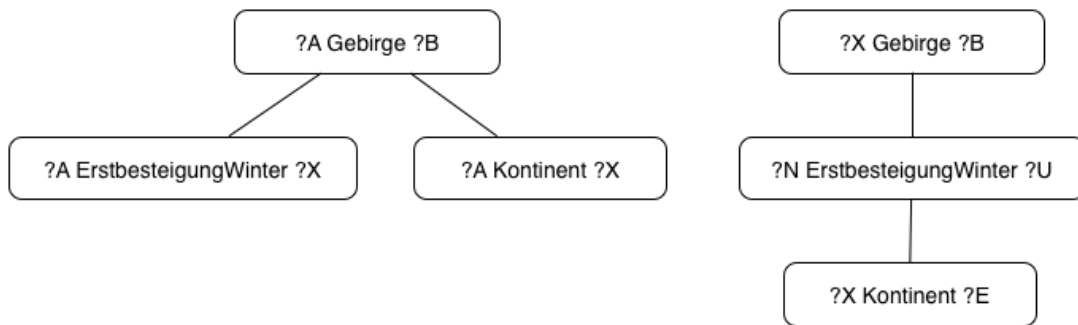 ?A Gebirge ?B
?X Gebirge ?B
?A ErstbesteigungWinter ?X
?A Kontinent ?X
?N ErstbesteigungWinter ?U
?X Kontinent ?E